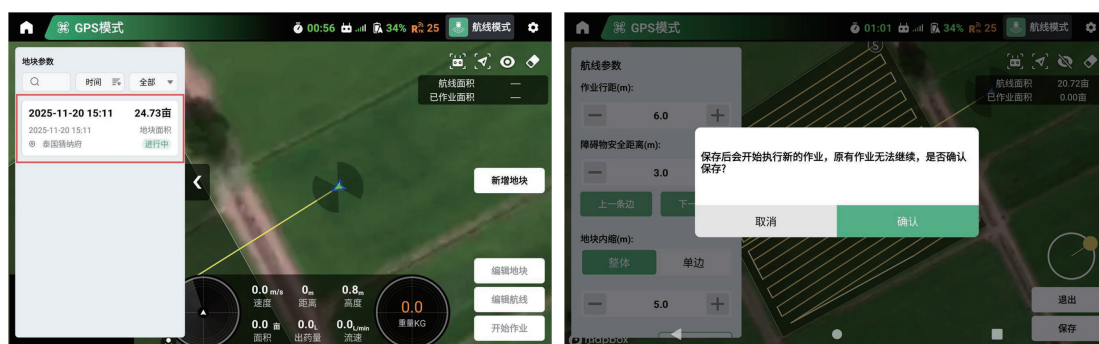 GPS模式
00:56
34%
25
航线模式
地块参数
时间
全部
2025-11-20 15:11
24.73亩
2025-11-20 15:11
地块面积
泰国猜纳府
进行中
航线面积 —
已作业面积 —
新增地块
编辑地块
编辑航线
开始作业
0.0 m/s
0m
0.8m
速度
距离
高度
0.0 亩
0.0L
0.0L/min
面积
出药量
流速
0.0
重量KG
GPS模式
01:01
34%
25
航线模式
航线参数
作业行距(m):
6.0
障碍物安全距离(m):
3.0
上一条边
下一
地块内缩(m):
整体
单边
5.0
mapbox
(5)
航线面积 20.72亩
已作业面积 0.00亩
保存后会开始执行新的作业，原有作业无法继续，是否确认
保存?
取消
确认
退出
保存